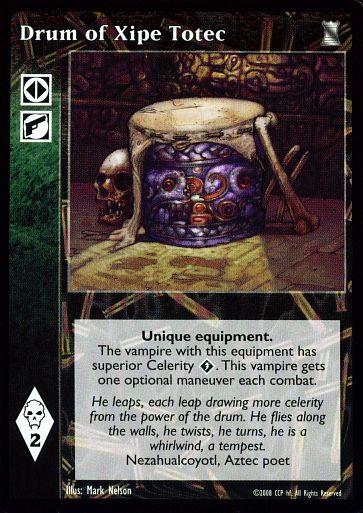 Drum of Xipe Totec
Unique equipment.
The vampire with this equipment has
superior Celerity . This vampire gets
one optional maneuver each combat.
He leaps, each leap drawing more celerity
from the power of the drum. He flies along
the walls, he twists, he turns, he is a
whirlwind, a tempest.
Nezahualcoyotl, Aztec poet
2
Illus: Mark Nelson
©2008 CCP hf. All Rights Reserved